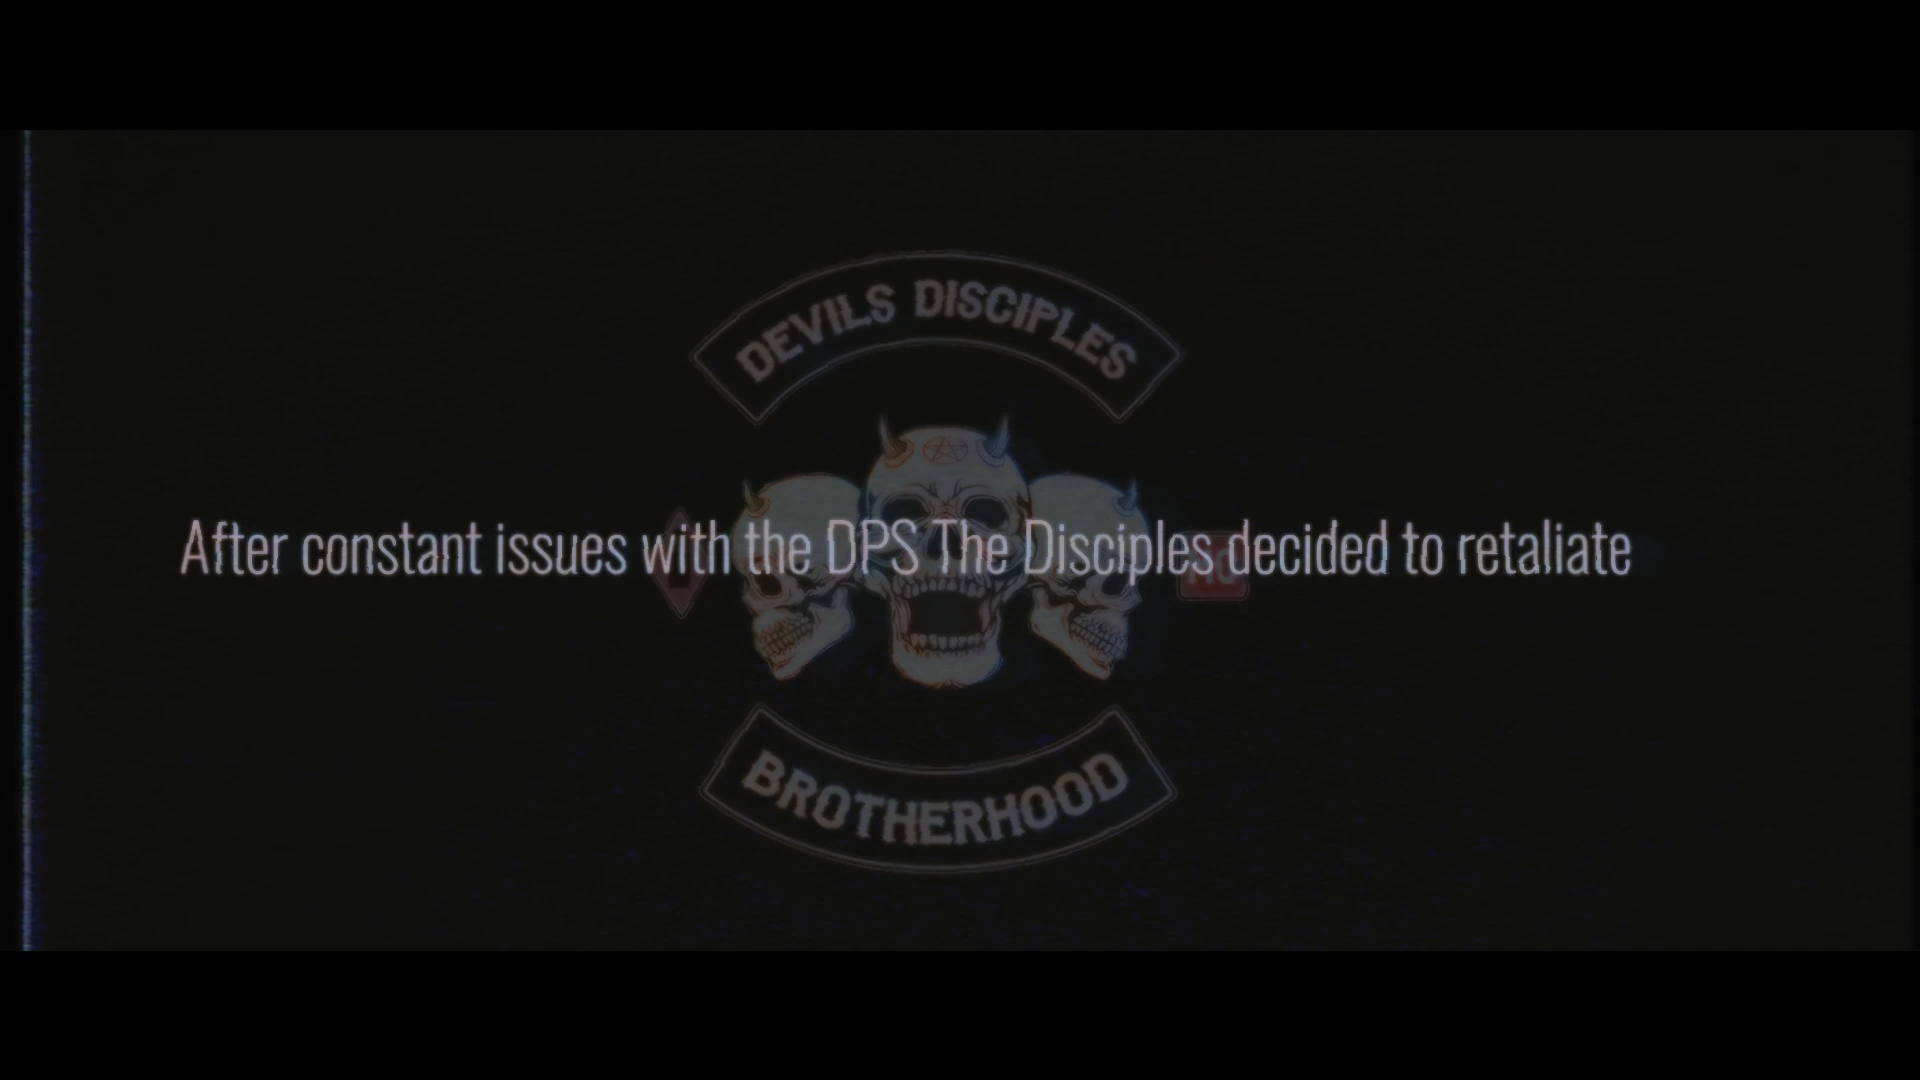 DEVILS DISCIPLES
After constant issues with the DPS The Disciples decided to retaliate
BROTHERHOOD